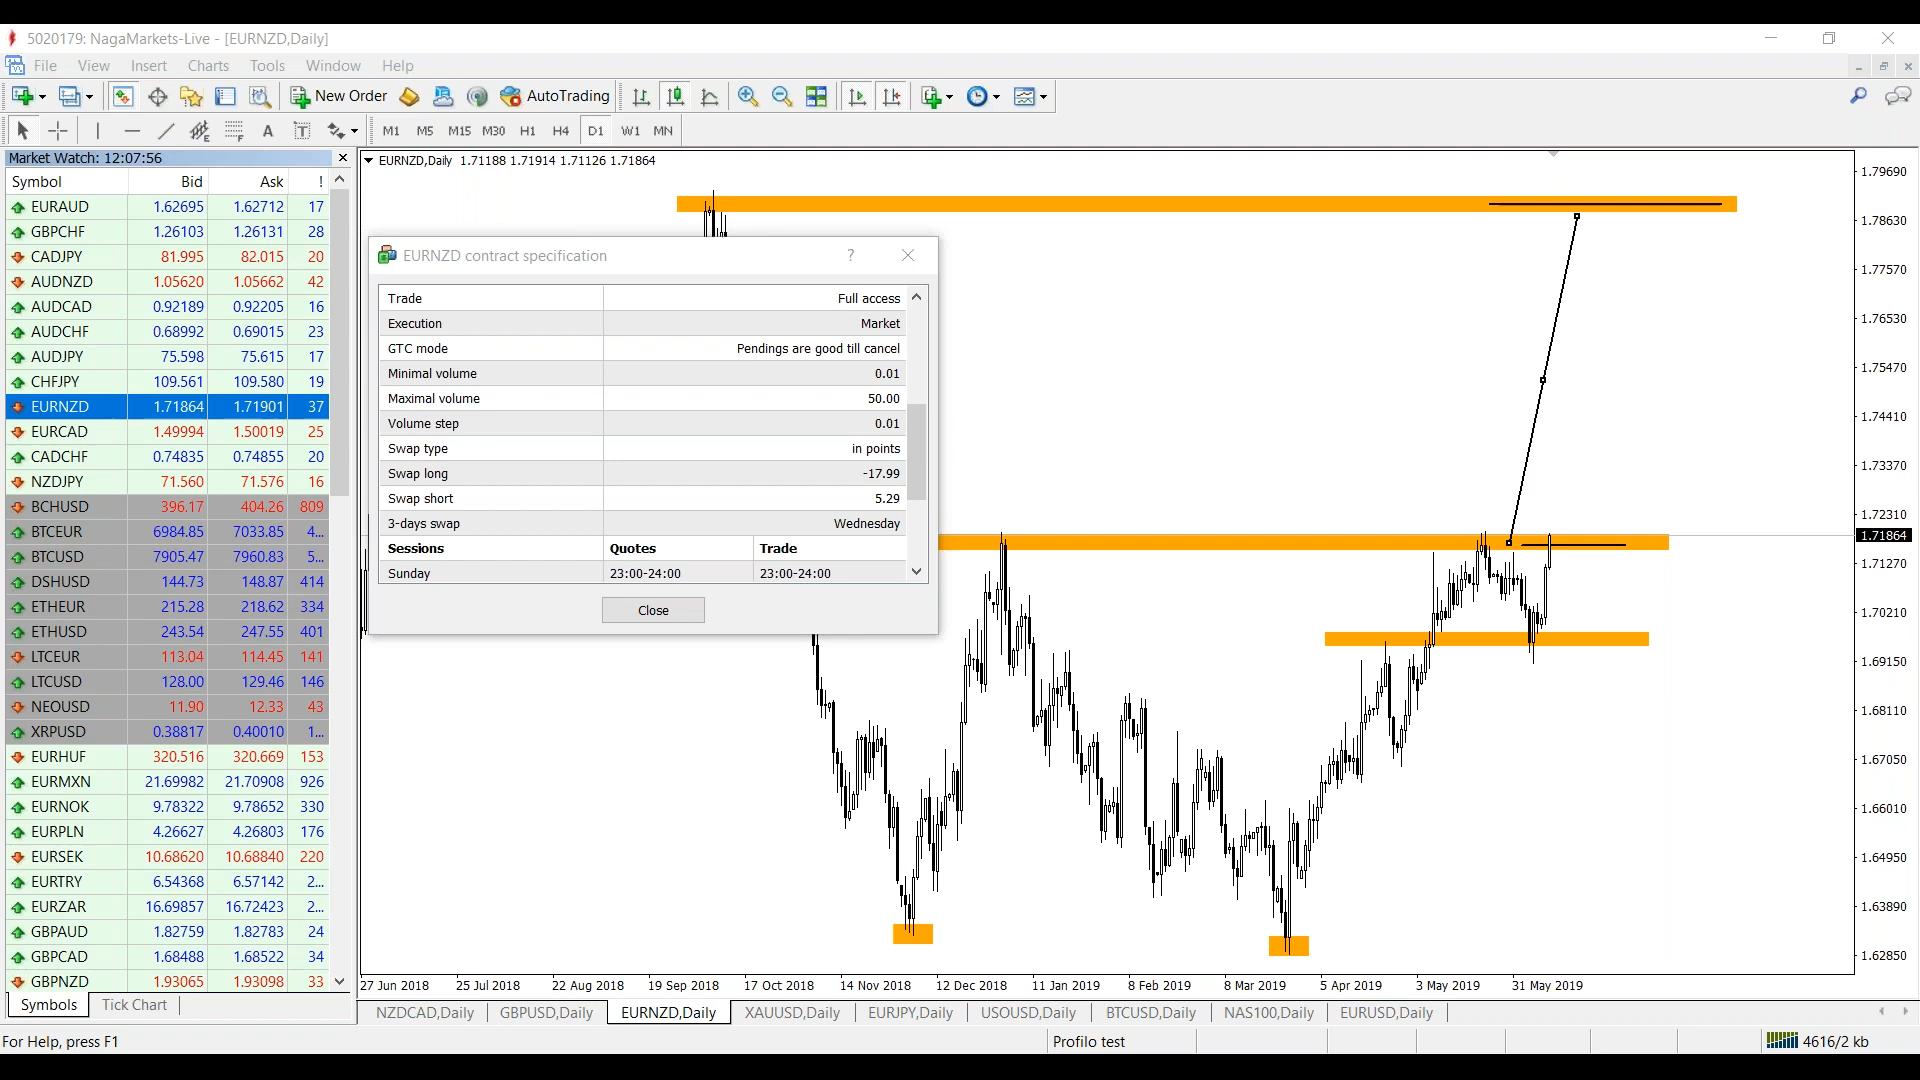 5020179: NagaMarkets-Live - [EURNZD,Daily]
File View Insert Charts Tools Window Help
New Order AutoTrading
A T M1 M5 M15 M30 H1 H4 D1 W1 MN
Market Watch: 12:07:56
Symbol Bid Ask !
EURAUD 1.62695 1.62712 17
GBPCHF 1.26103 1.26131 28
CADJPY 81.995 82.015 20
AUDNZD 1.05620 1.05662 42
AUDCAD 0.92189 0.92205 16
AUDCHF 0.68992 0.69015 23
AUDJPY 75.598 75.615 17
CHFJPY 109.561 109.580 19
EURNZD 1.71864 1.71901 37
EURCAD 1.49994 1.50019 25
CADCHF 0.74835 0.74855 20
NZDJPY 71.560 71.576 16
BCHUSD 396.17 404.26 809
BTCEUR 6984.85 7033.85 4...
BTCUSD 7905.47 7960.83 5...
DSHUSD 144.73 148.87 414
ETHEUR 215.28 218.62 334
ETHUSD 243.54 247.55 401
LTCEUR 113.04 114.45 141
LTCUSD 128.00 129.46 146
NEOUSD 11.90 12.33 43
XRPUSD 0.38817 0.40010 1...
EURHUF 320.516 320.669 153
EURMXN 21.69982 21.70908 926
EURNOK 9.78322 9.78652 330
EURPLN 4.26627 4.26803 176
EURSEK 10.68620 10.68840 220
EURTRY 6.54368 6.57142 2...
EURZAR 16.69857 16.72423 2...
GBPAUD 1.82759 1.82783 24
GBPCAD 1.68488 1.68522 34
GBPNZD 1.93065 1.93098 33
Symbols Tick Chart
EURNZD,Daily 1.71188 1.71914 1.71126 1.71864
EURNZD contract specification ?
Trade Full access
Execution Market
GTC mode Pendings are good till cancel
Minimal volume 0.01
Maximal volume 50.00
Volume step 0.01
Swap type in points
Swap long -17.99
Swap short 5.29
3-days swap Wednesday
Sessions Quotes Trade
Sunday 23:00-24:00 23:00-24:00
Close
1.79690
1.78630
1.77570
1.76530
1.75470
1.74410
1.73370
1.72310
1.71864
1.71270
1.70210
1.69150
1.68110
1.67050
1.66010
1.64950
1.63890
1.62850
27 Jun 2018 25 Jul 2018 22 Aug 2018 19 Sep 2018 17 Oct 2018 14 Nov 2018 12 Dec 2018 11 Jan 2019 8 Feb 2019 8 Mar 2019 5 Apr 2019 3 May 2019 31 May 2019
NZDCAD,Daily GBPUSD,Daily EURNZD,Daily XAUUSD,Daily EURJPY,Daily USOUSD,Daily BTCUSD,Daily NAS100,Daily EURUSD,Daily
For Help, press F1 Profilo test 4616/2 kb